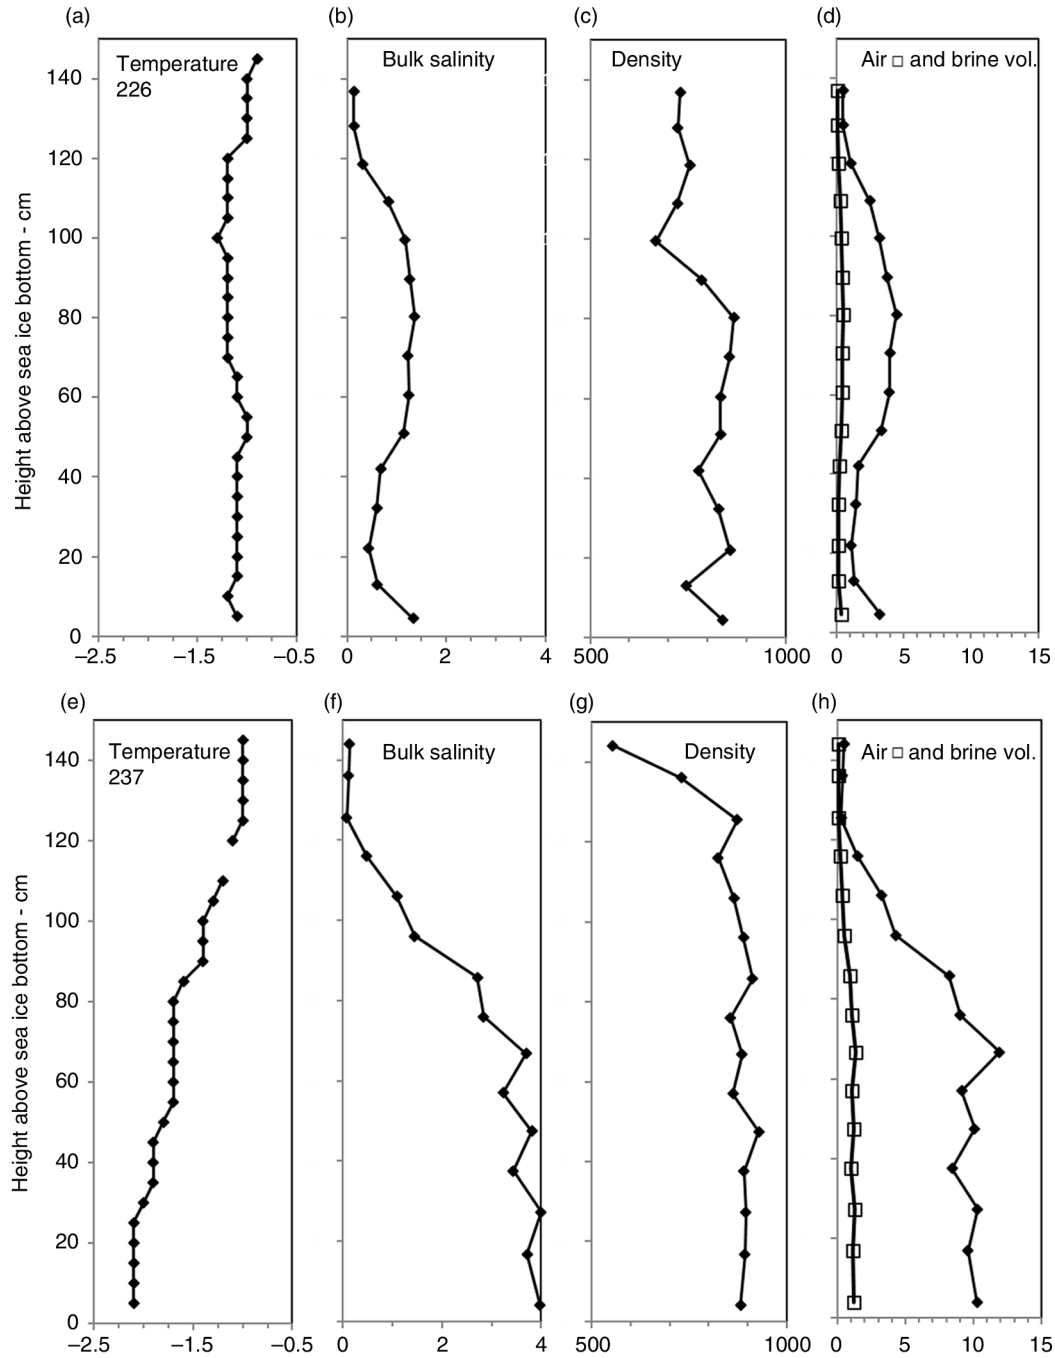 (a) (b) (c) (d)
Temperature Bulk salinity Density Air □ and brine vol.
226
140
120
100
80
60
40
20
0
Height above sea ice bottom - cm
–2.5 –1.5 –0.5 0 2 4 500 1000 0 5 10 15
(e) (f) (g) (h)
Temperature Bulk salinity Density Air □ and brine vol.
237
140
120
100
80
60
40
20
0
Height above sea ice bottom - cm
–2.5 –1.5 –0.5 0 2 4 500 1000 0 5 10 15